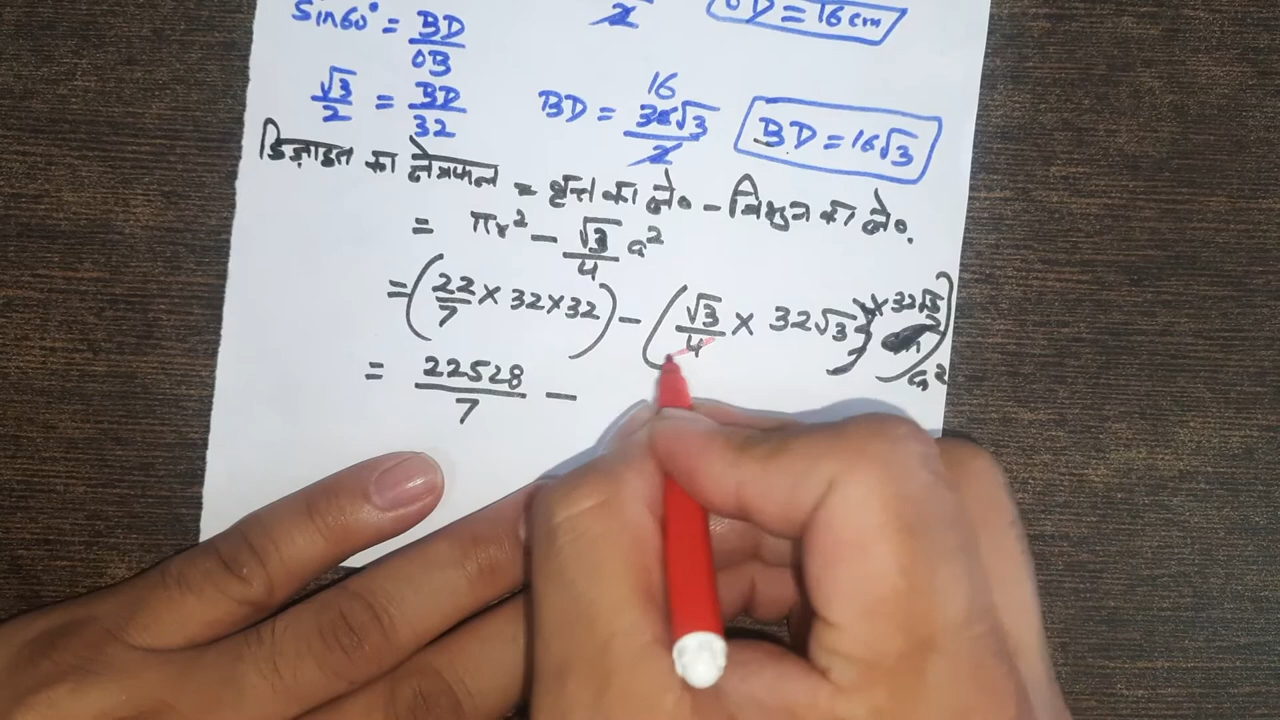 Sin60° = BD/OB
OD = 16cm
√3/2 = BD/32
BD = 16 32√3/2
BD = 16√3
डिज़ाइन का क्षेत्रफल = वृत्त का क्षे० - त्रिभुज का क्षे०.
= πr² - √3/4 a²
= (22/7 × 32 × 32) - (√3/4 × 32√3 × 32√3)
a²
= 22528/7 -